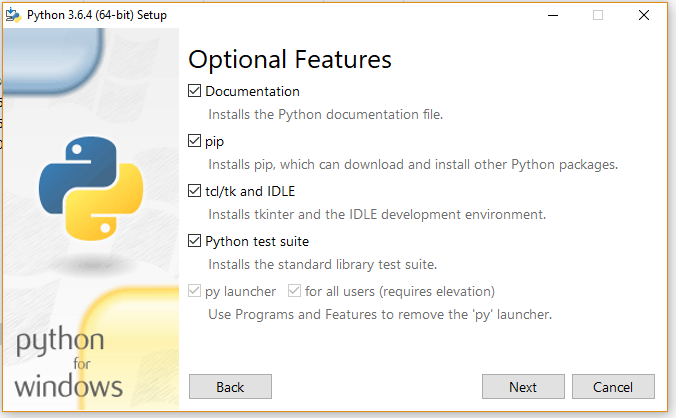 Python 3.6.4 (64-bit) Setup
Optional Features
Documentation
Installs the Python documentation file.
pip
Installs pip, which can download and install other Python packages.
tcl/tk and IDLE
Installs tkinter and the IDLE development environment.
Python test suite
Installs the standard library test suite.
py launcher for all users (requires elevation)
Use Programs and Features to remove the 'py' launcher.
python
for
windows
Back Next Cancel